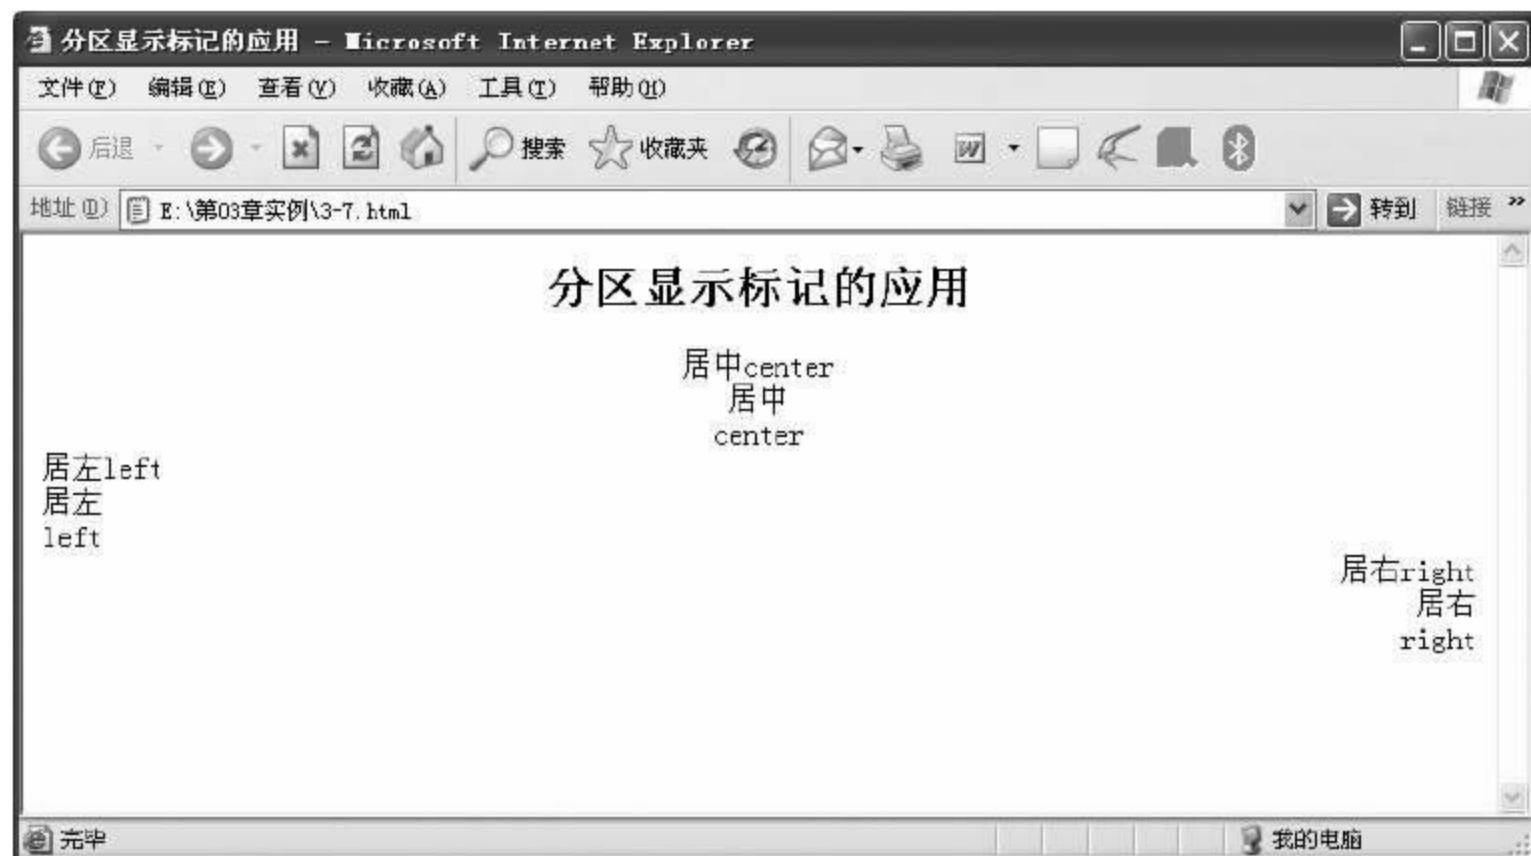 分区显示标记的应用 - Microsoft Internet Explorer
文件(F) 编辑(E) 查看(V) 收藏(A) 工具(T) 帮助(H)
后退 搜索 收藏夹
地址(D) E:\第03章实例\3-7.html 转到 链接 »
分区显示标记的应用
居中center
居中
center
居左left
居左
left
居右right
居右
right
完毕 我的电脑